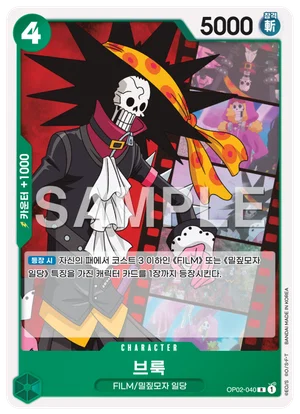 4
5000
참격
斬
카운터 +1000
SAMPLE
등장 시 자신의 패에서 코스트 3 이하인 《FILM》 또는 《밀짚모자
일당》 특징을 가진 캐릭터 카드를 1장까지 등장시킨다.
CHARACTER
브룩
FILM/밀짚모자 일당
OP02-040 R 1
BANDAI MADE IN KOREA